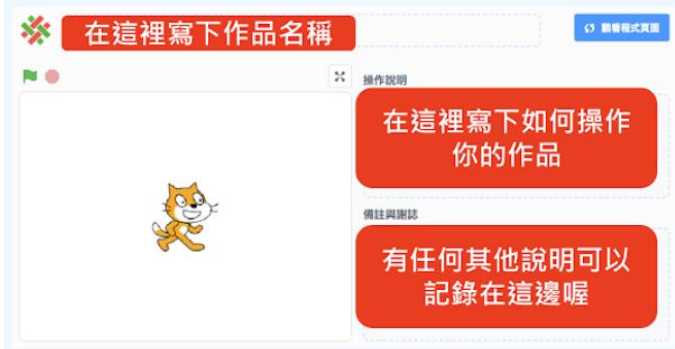 在這裡寫下作品名稱
觀看程式頁面
操作說明
在這裡寫下如何操作
你的作品
備註與謝誌
有任何其他說明可以
記錄在這邊喔